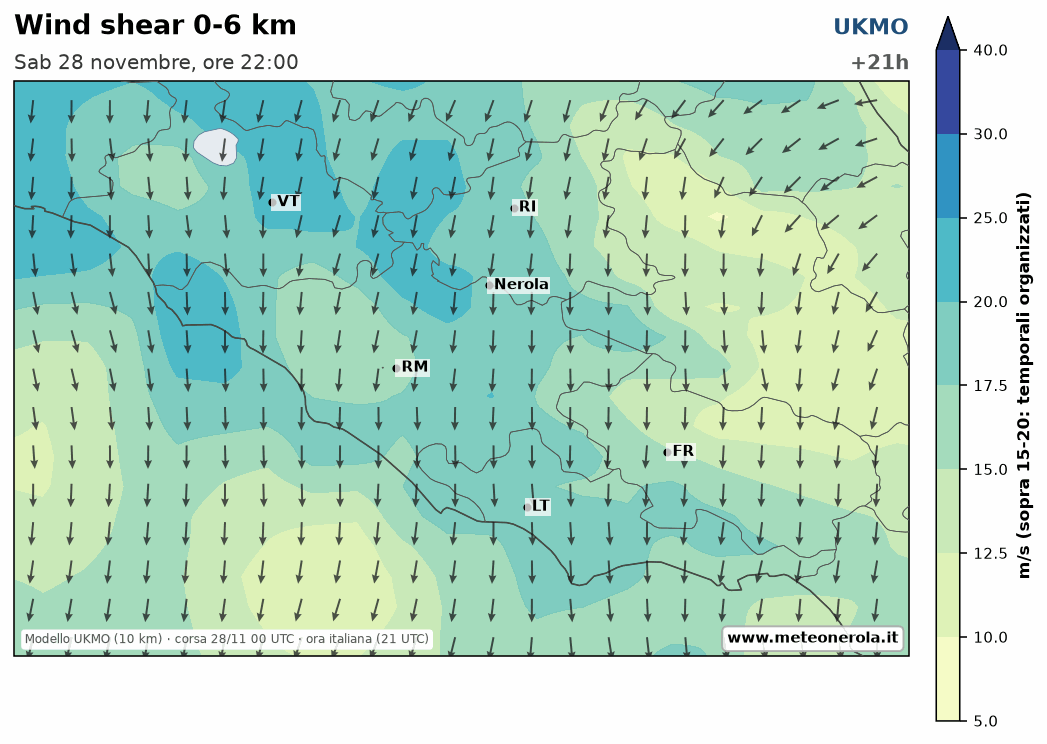 Wind shear 0-6 km
UKMO
Sab 28 novembre, ore 22:00
+21h
40.0
30.0
25.0
20.0
17.5
15.0
12.5
10.0
5.0
m/s (sopra 15-20: temporali organizzati)
VT
RI
Nerola
RM
FR
LT
Modello UKMO (10 km) · corsa 28/11 00 UTC · ora italiana (21 UTC)
www.meteonerola.it